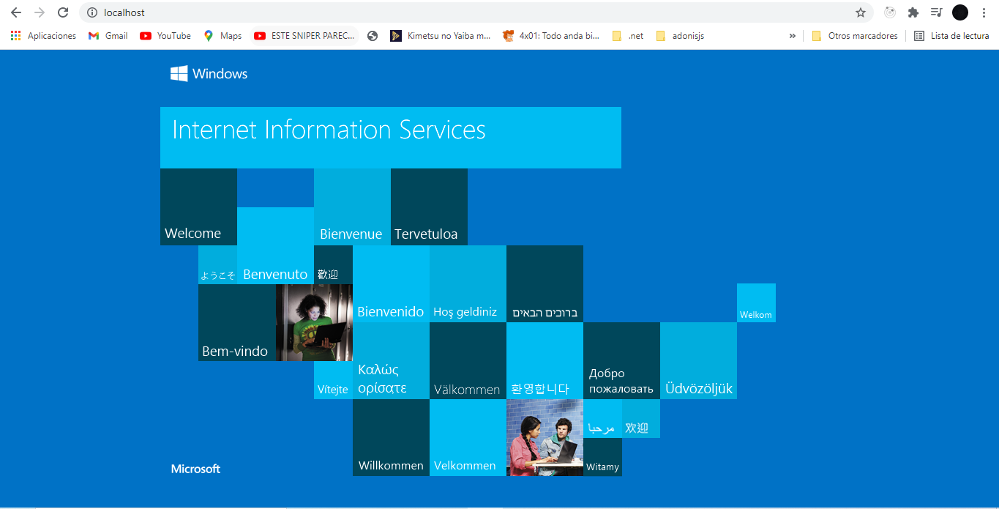 localhost
Aplicaciones
Gmail
YouTube
Maps
ESTE SNIPER PAREC...
Kimetsu no Yaiba m...
4x01: Todo anda bi...
.net
adonisjs
»
Otros marcadores
Lista de lectura
Windows
Internet Information Services
Welcome
Bienvenue
Tervetuloa
ようこそ
Benvenuto
歡迎
Bienvenido
Hoş geldiniz
ברוכים הבאים
Welkom
Bem-vindo
Vítejte
Καλώς
ορίσατε
Välkommen
환영합니다
Добро
пожаловать
Üdvözöljük
Willkommen
Velkommen
مرحبا
欢迎
Witamy
Microsoft